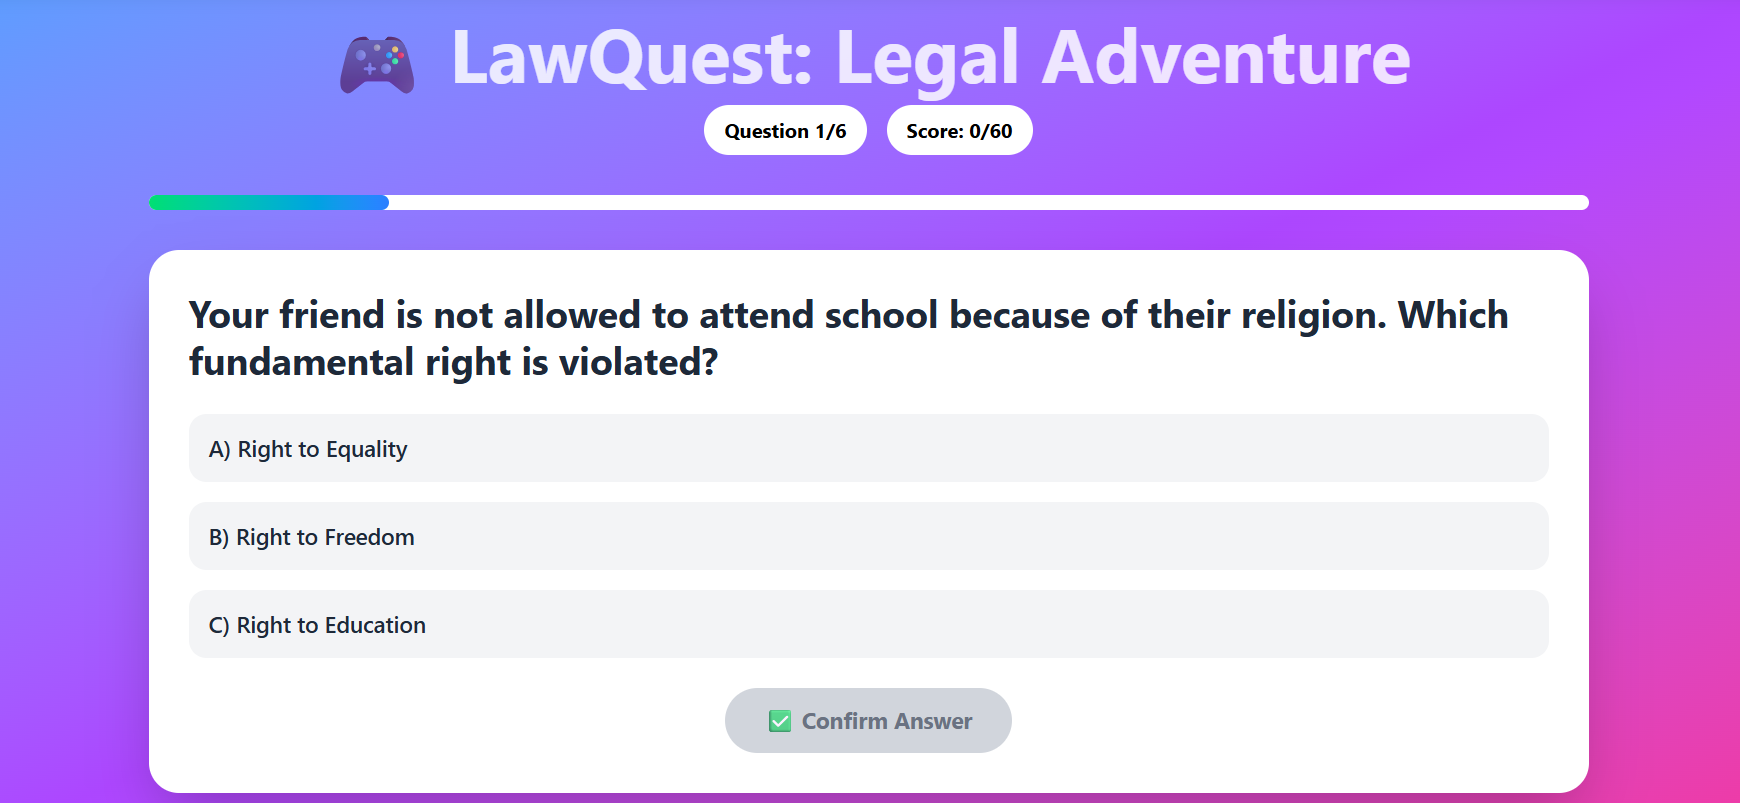 LawQuest: Legal Adventure
Question 1/6
Score: 0/60
Your friend is not allowed to attend school because of their religion. Which
fundamental right is violated?
A) Right to Equality
B) Right to Freedom
C) Right to Education
Confirm Answer